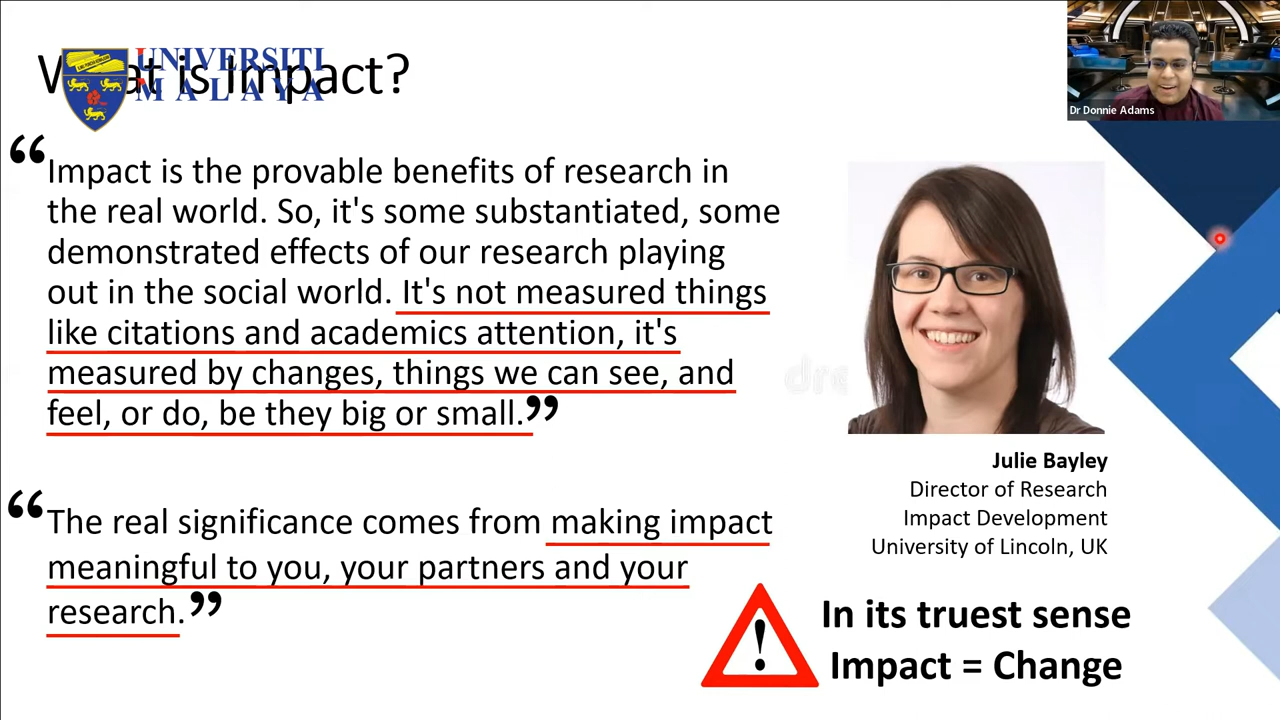 What is Impact?
UNIVERSITI
MALAYA
Dr Donnie Adams
“Impact is the provable benefits of research in
the real world. So, it's some substantiated, some
demonstrated effects of our research playing
out in the social world. It's not measured things
like citations and academics attention, it's
measured by changes, things we can see, and
feel, or do, be they big or small.”
“The real significance comes from making impact
meaningful to you, your partners and your
research.”
Julie Bayley
Director of Research
Impact Development
University of Lincoln, UK
!
In its truest sense
Impact = Change